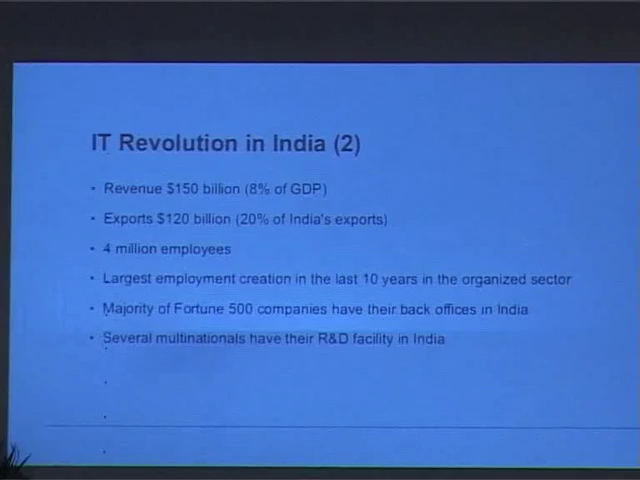 IT Revolution in India (2)
• Revenue $150 billion (8% of GDP)
• Exports $120 billion (20% of India's exports)
• 4 million employees
• Largest employment creation in the last 10 years in the organized sector
• Majority of Fortune 500 companies have their back offices in India
• Several multinationals have their R&D facility in India